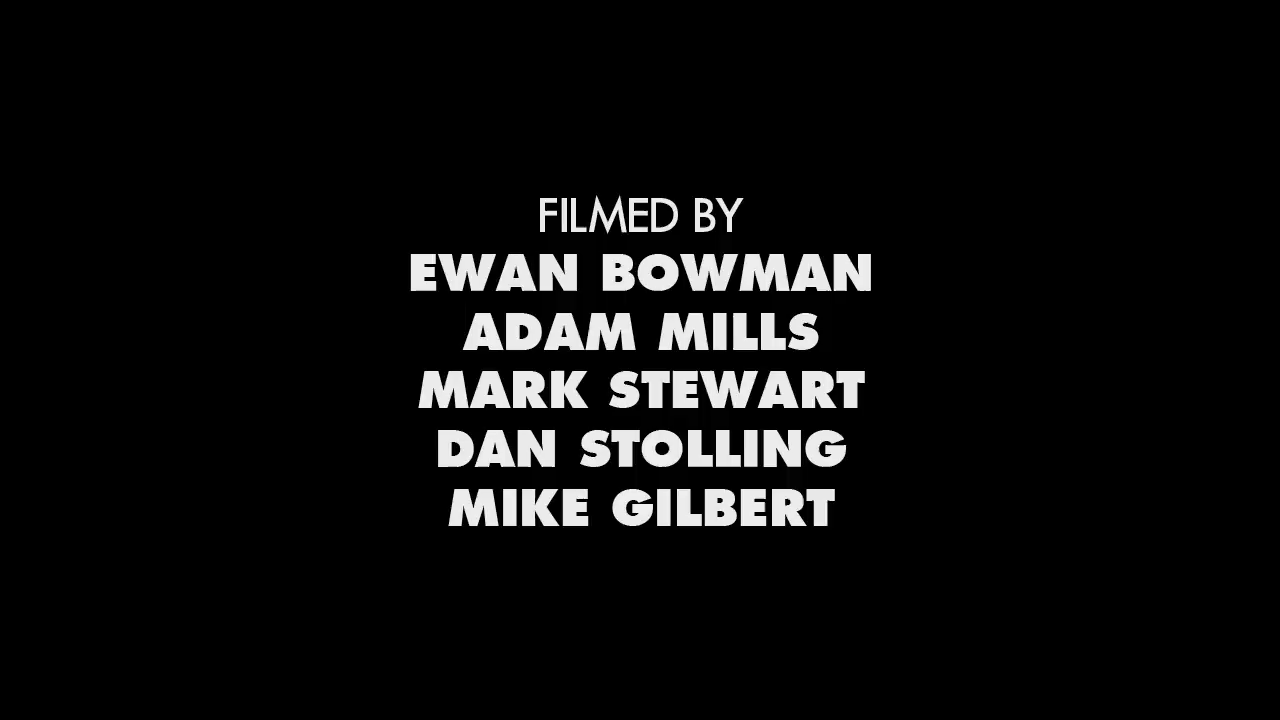 FILMED BY
EWAN BOWMAN
ADAM MILLS
MARK STEWART
DAN STOLLING
MIKE GILBERT